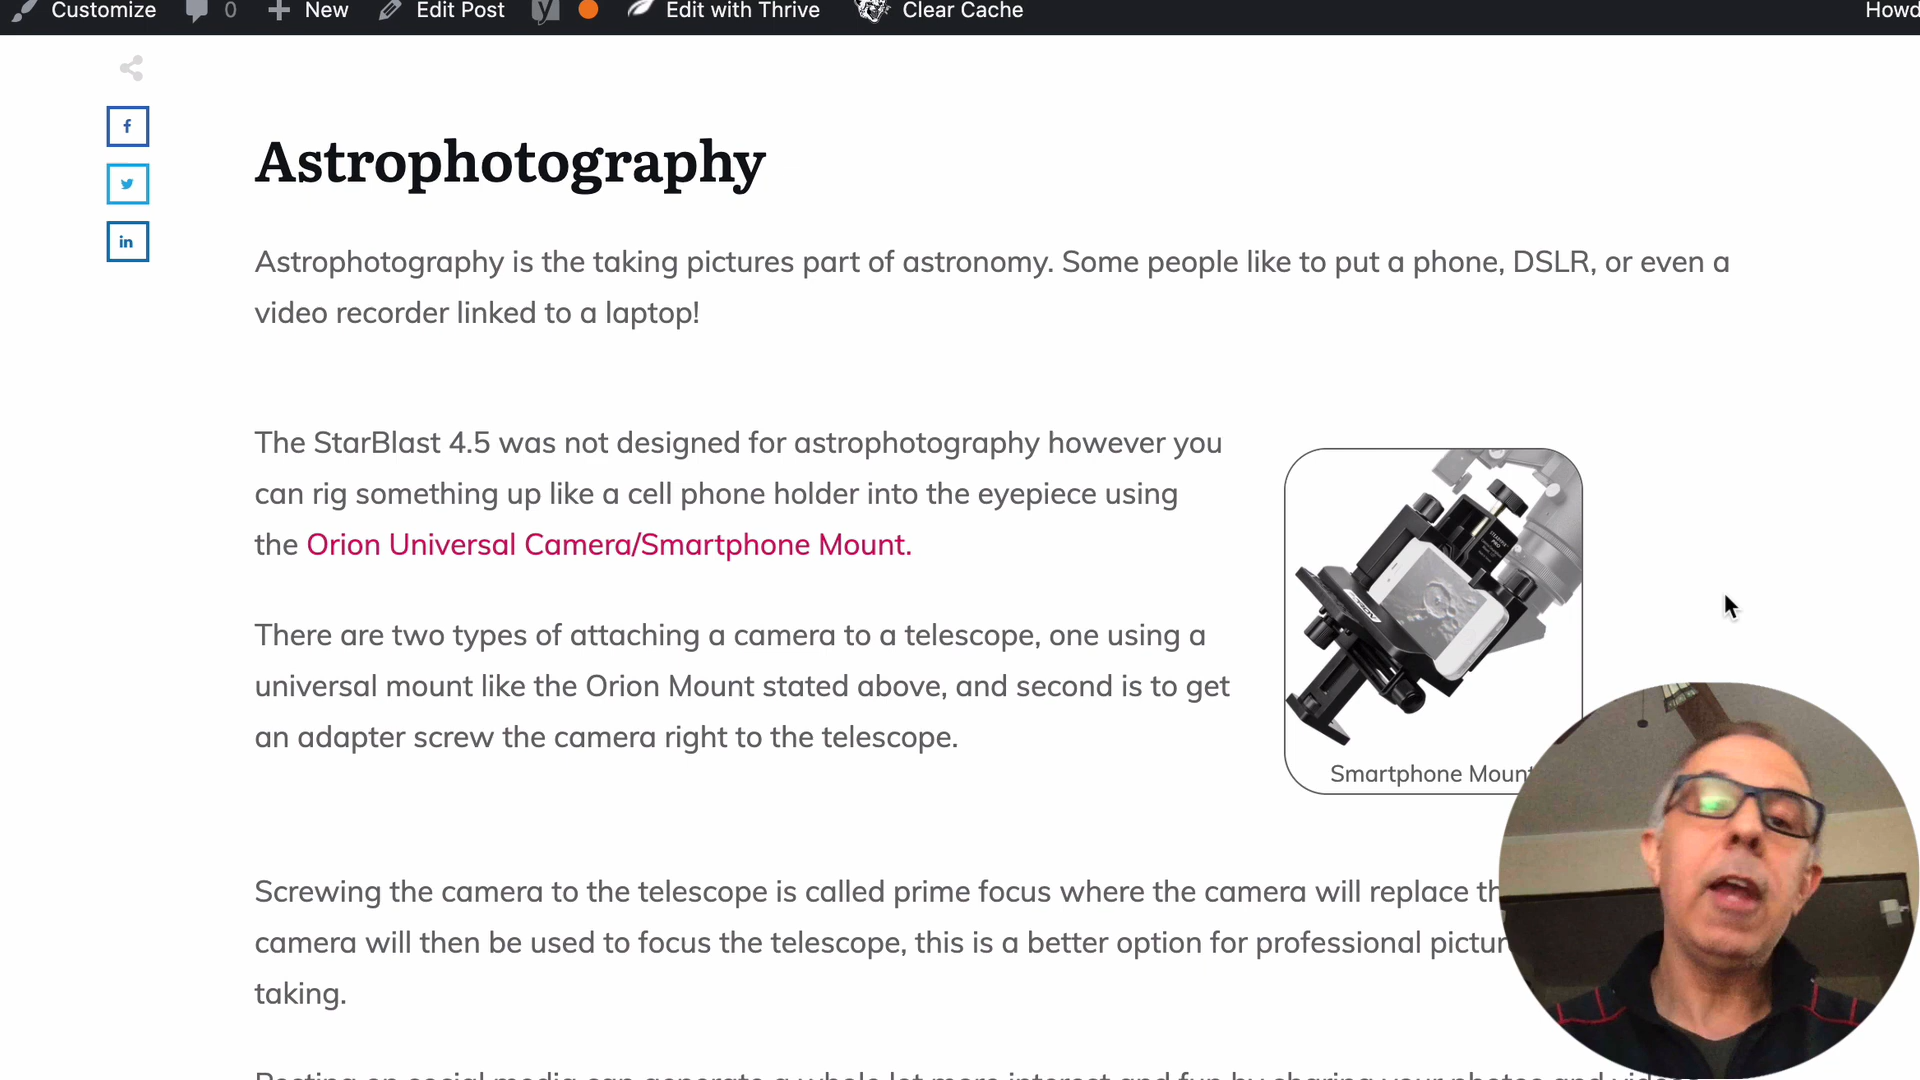 Customize 0 New Edit Post Edit with Thrive Clear Cache Howd
f
in
Astrophotography
Astrophotography is the taking pictures part of astronomy. Some people like to put a phone, DSLR, or even a
video recorder linked to a laptop!
The StarBlast 4.5 was not designed for astrophotography however you
can rig something up like a cell phone holder into the eyepiece using
the Orion Universal Camera/Smartphone Mount.
There are two types of attaching a camera to a telescope, one using a
universal mount like the Orion Mount stated above, and second is to get
an adapter screw the camera right to the telescope.
Smartphone Mount
Screwing the camera to the telescope is called prime focus where the camera will replace th
camera will then be used to focus the telescope, this is a better option for professional pictur
taking.
Posting on social media can generate a whole lot more interest and fun by sharing your photos and videos